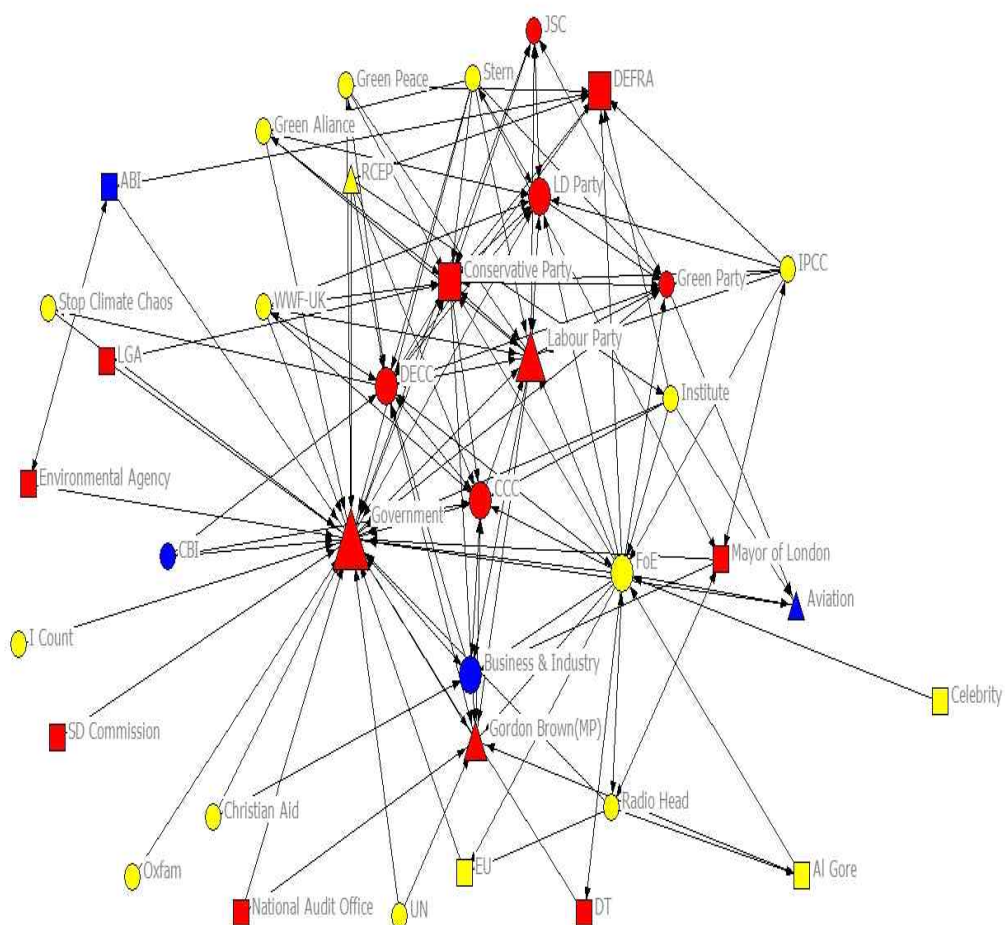 JSC
Green Peace
Stern
DEFRA
Green Aliance
RCEP
ABI
LD Party
Conservative Party
Green Party
IPCC
Stop Climate Chaos
WWF-UK
LGA
Labour Party
DECC
Institute
Environmental Agency
CCC
Government
CBI
FoE
Mayor of London
Aviation
I Count
Business & Industry
Celebrity
SD Commission
Gordon Brown(MP)
Christian Aid
Radio Head
Oxfam
EU
Al Gore
National Audit Office
UN
DT